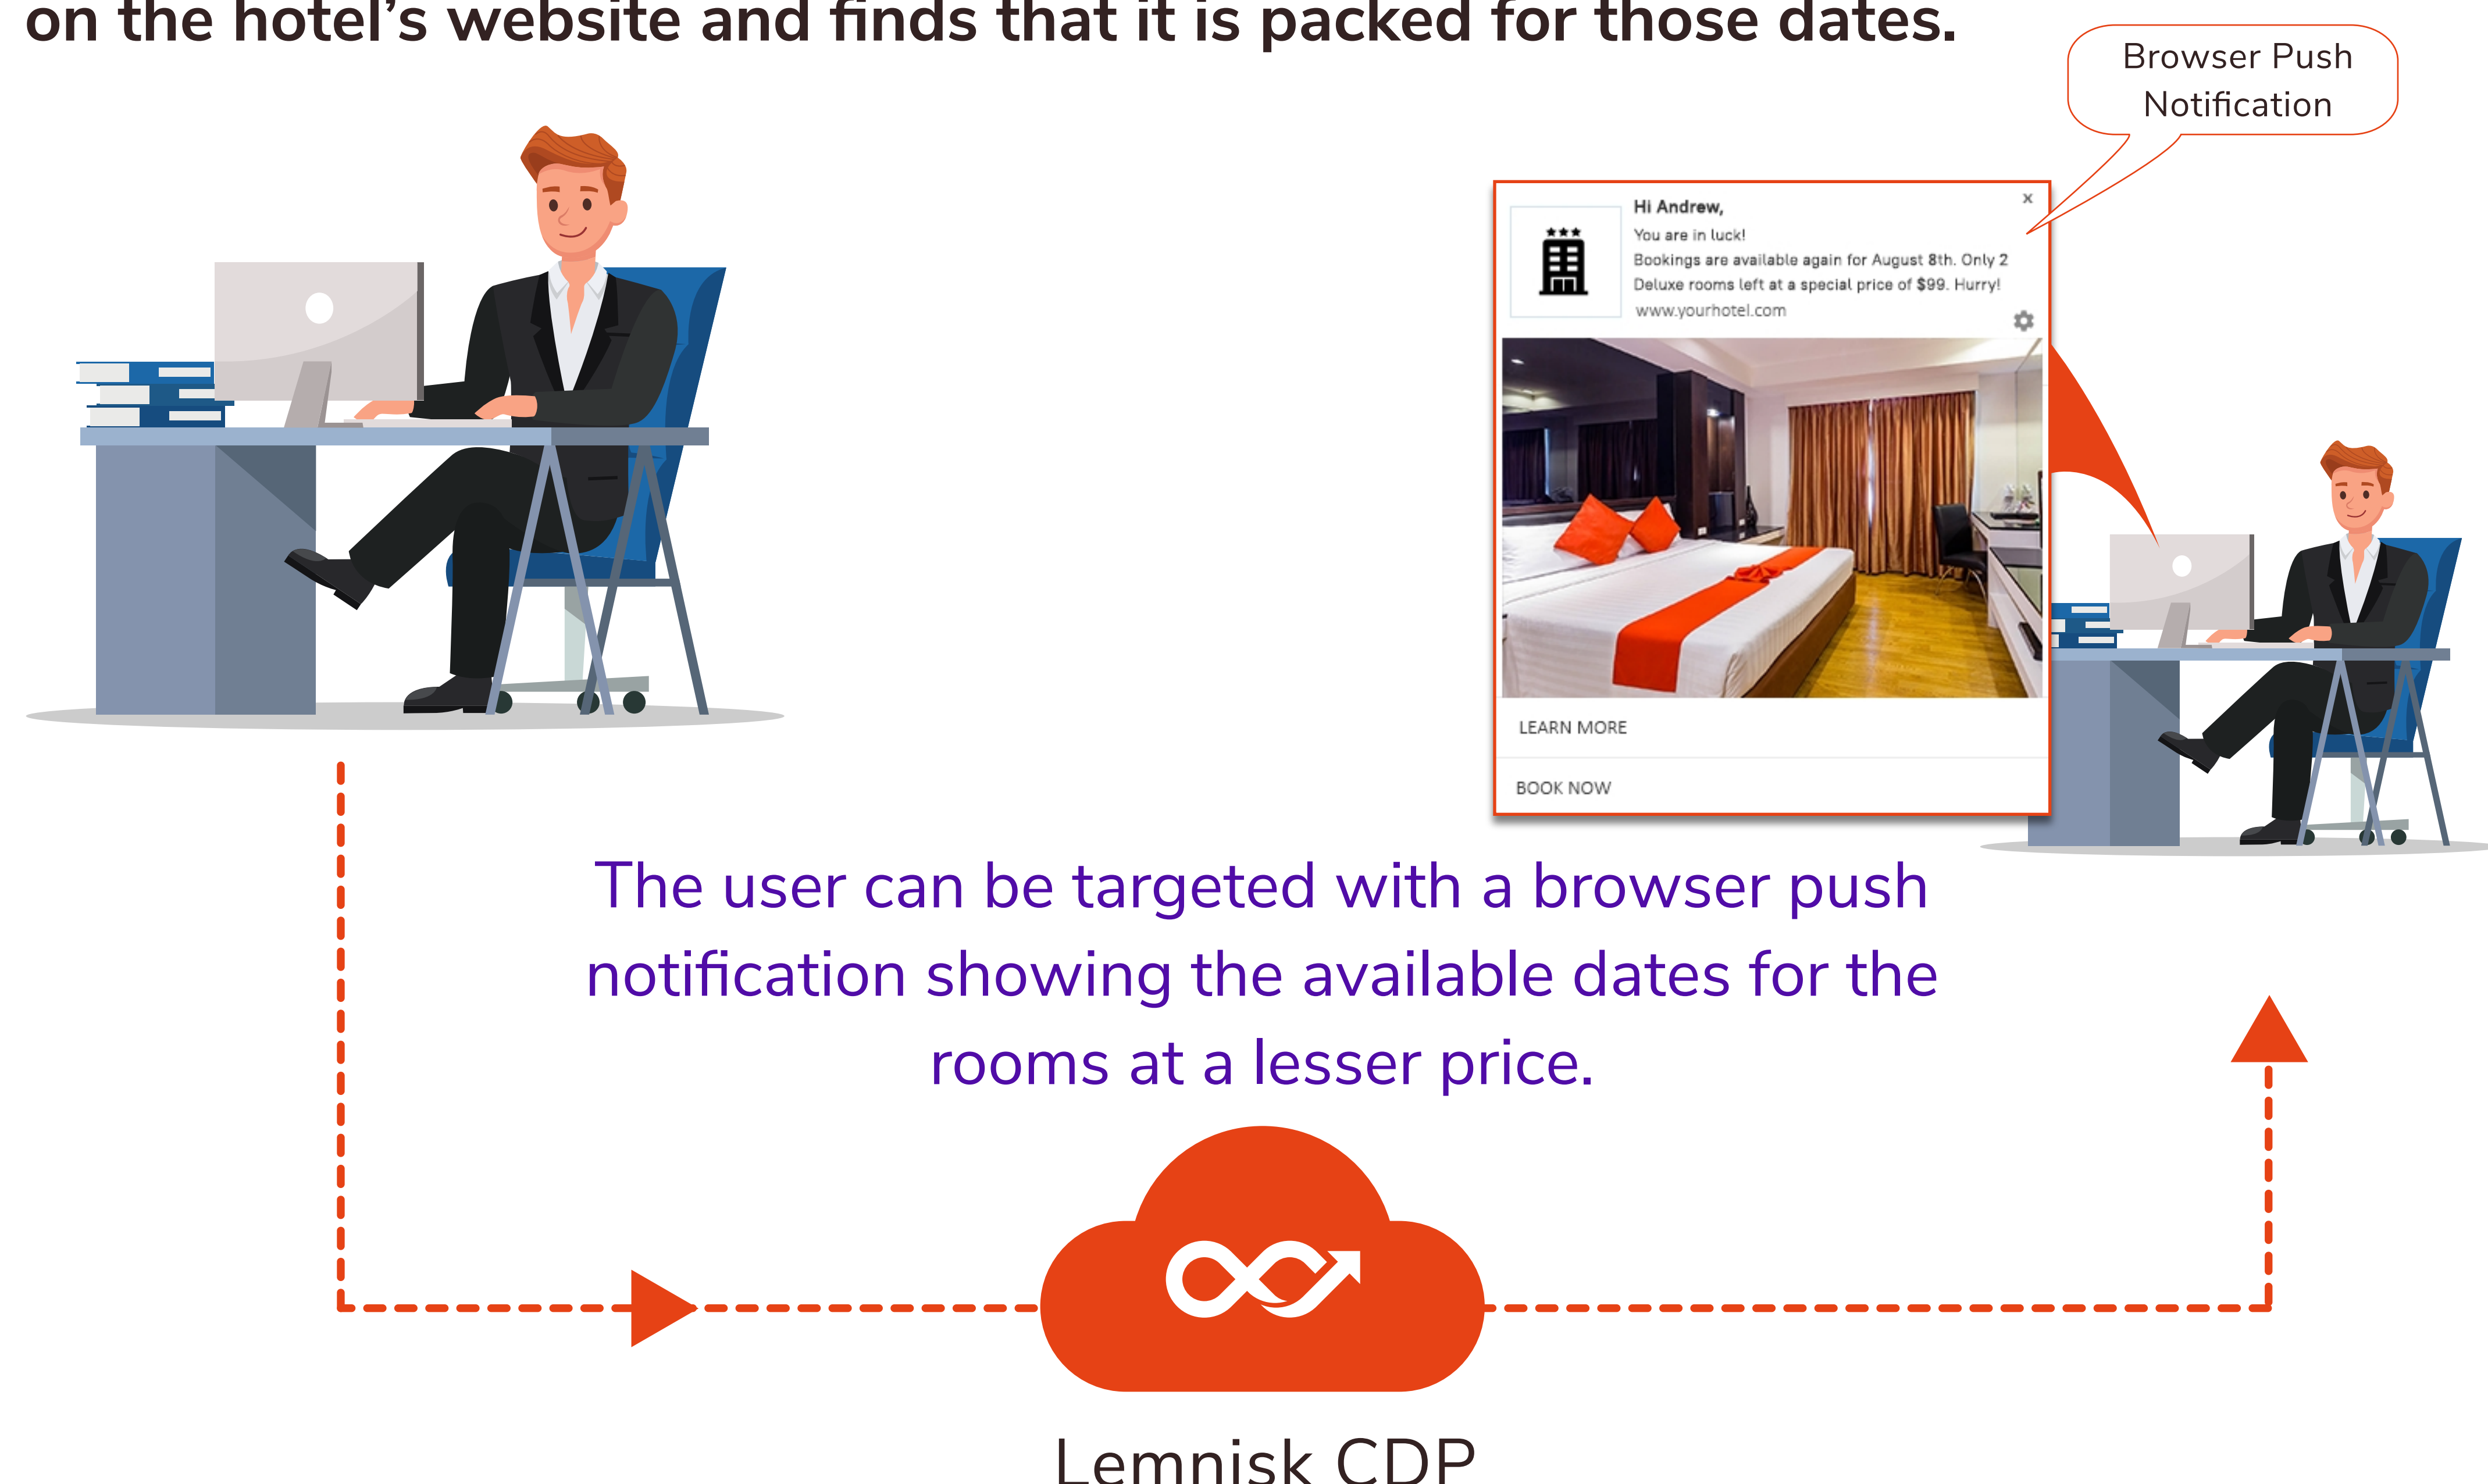 on the hotel’s website and finds that it is packed for those dates.
Browser Push
Notification
Hi Andrew,
x
You are in luck!
Bookings are available again for August 8th. Only 2
Deluxe rooms left at a special price of $99. Hurry!
www.yourhotel.com
LEARN MORE
BOOK NOW
The user can be targeted with a browser push
notification showing the available dates for the
rooms at a lesser price.
Lemnisk CDP